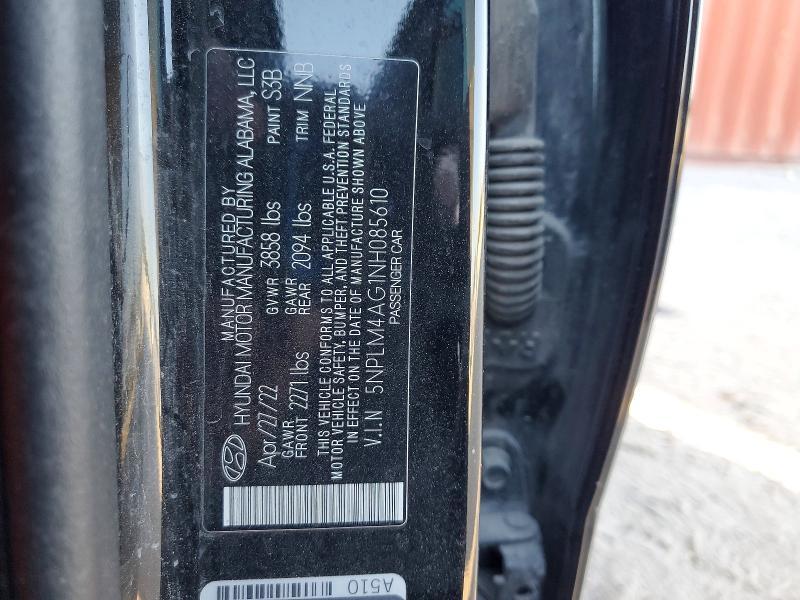 MANUFACTURED BY
HYUNDAI MOTOR MANUFACTURING ALABAMA, LLC
Apr/27/22 GVWR 3858 lbs PAINT S3B
GAWR FRONT 2271 lbs GAWR REAR 2094 lbs TRIM NNB
THIS VEHICLE CONFORMS TO ALL APPLICABLE U.S.A. FEDERAL
MOTOR VEHICLE SAFETY, BUMPER, AND THEFT PREVENTION STANDARDS
IN EFFECT ON THE DATE OF MANUFACTURE SHOWN ABOVE
V.I.N 5NPLM4AG1NH085610
PASSENGER CAR
A510